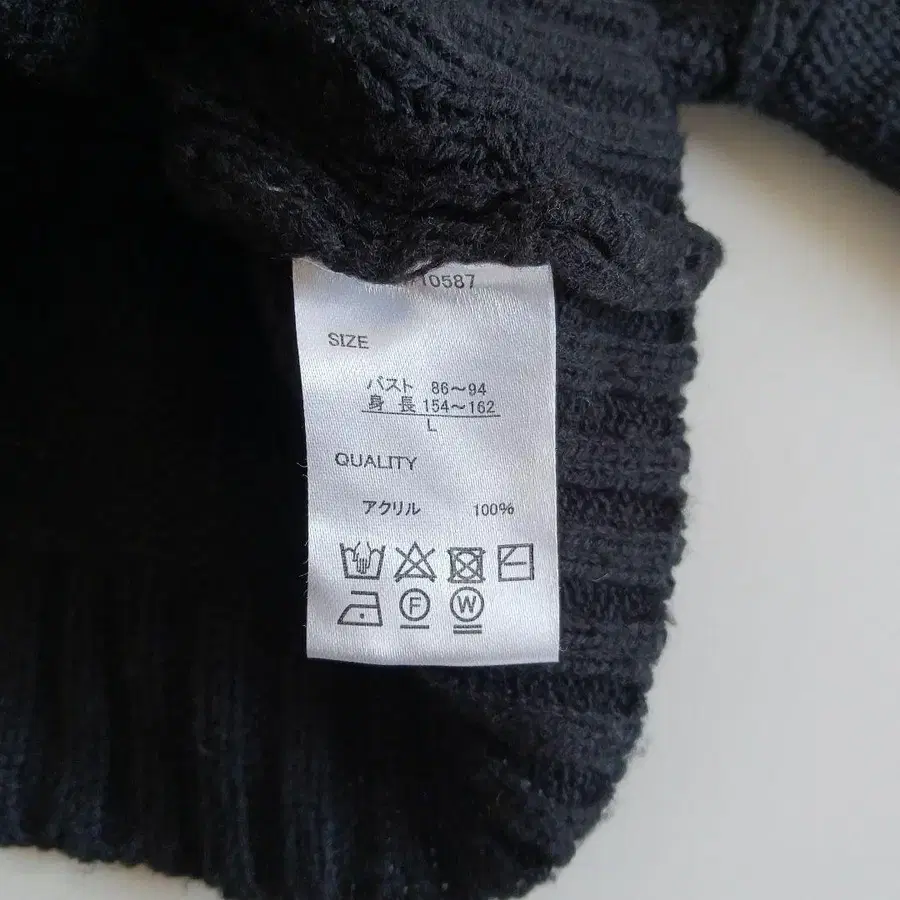 10587
SIZE
バスト 86〜94
身長 154〜162
L
QUALITY
アクリル 100%
F W